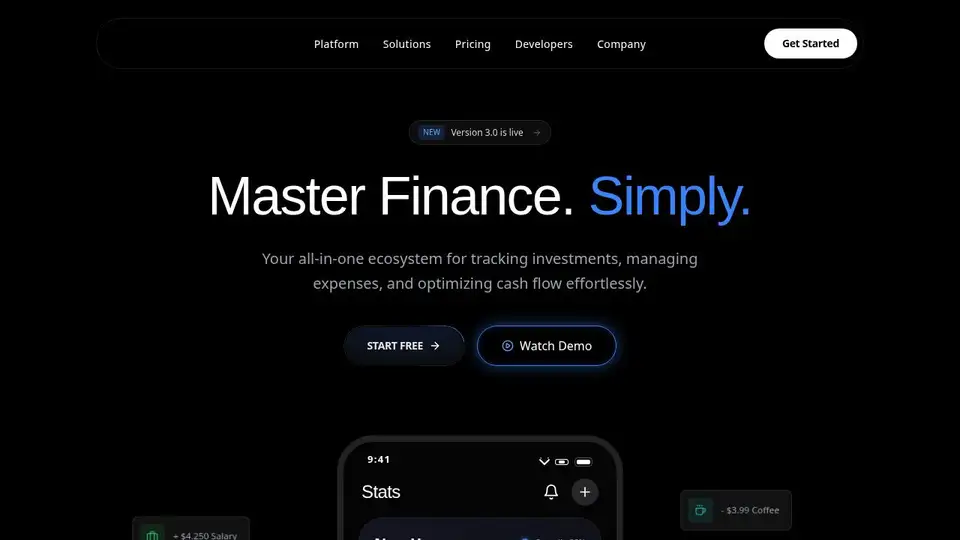 Platform Solutions Pricing Developers Company Get Started
NEW Version 3.0 is live →
Master Finance. Simply.
Your all-in-one ecosystem for tracking investments, managing
expenses, and optimizing cash flow effortlessly.
START FREE →
Watch Demo
9:41
Stats
- $3.99 Coffee
+ $4,250 Salary